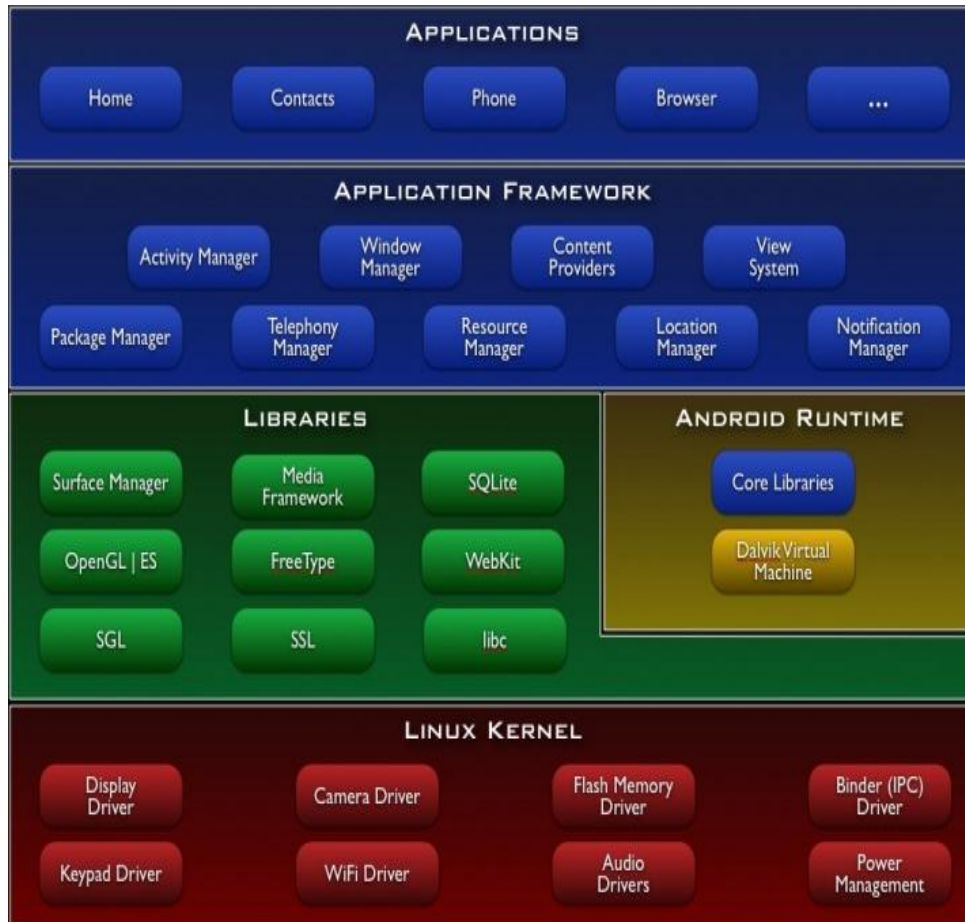 APPLICATIONS
Home
Contacts
Phone
Browser
...
APPLICATION FRAMEWORK
Activity Manager
Window
Manager
Content
Providers
View
System
Package Manager
Telephony
Manager
Resource
Manager
Location
Manager
Notification
Manager
LIBRARIES
Surface Manager
Media
Framework
SQLite
OpenGL | ES
FreeType
WebKit
SGL
SSL
libc
ANDROID RUNTIME
Core Libraries
Dalvik Virtual
Machine
LINUX KERNEL
Display
Driver
Camera Driver
Flash Memory
Driver
Binder (IPC)
Driver
Keypad Driver
WiFi Driver
Audio
Drivers
Power
Management